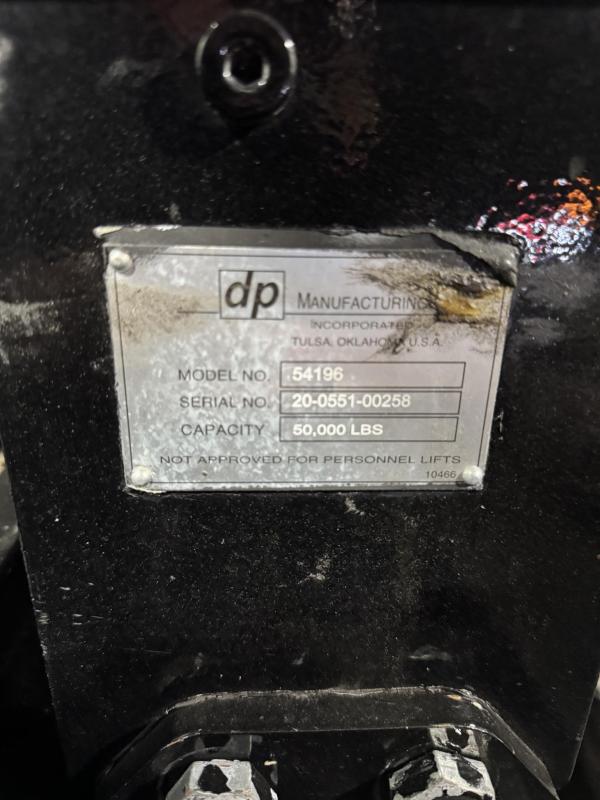 dp MANUFACTURING
INCORPORATED
TULSA, OKLAHOMA U.S.A.
MODEL NO. 54196
SERIAL NO. 20-0551-00258
CAPACITY 50,000 LBS
NOT APPROVED FOR PERSONNEL LIFTS
10466